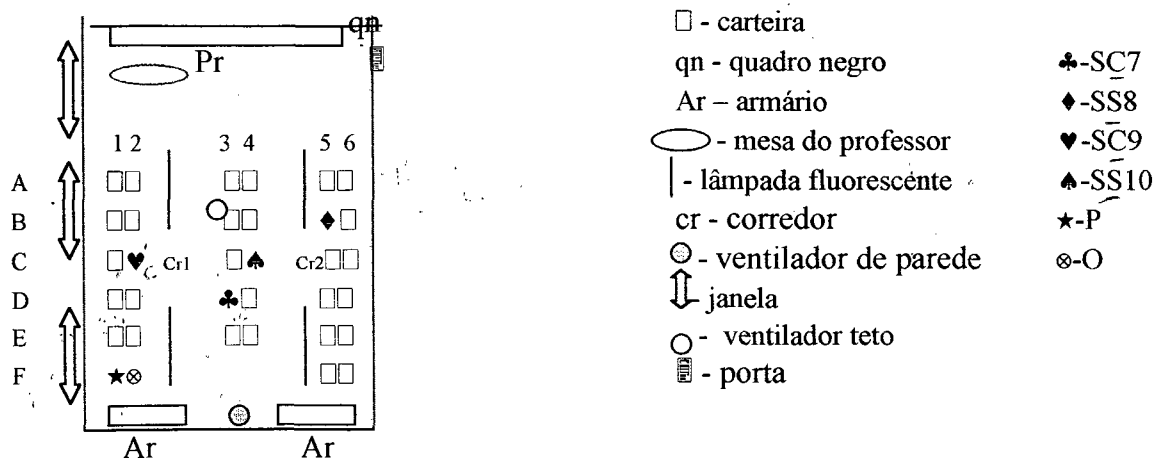 qn
Pr
1 2 3 4 5 6
A
B
C Cr1 Cr2
D
E
F
Ar Ar
- carteira
qn - quadro negro
Ar – armário
- mesa do professor
- lâmpada fluorescente
cr - corredor
- ventilador de parede
- janela
- ventilador teto
- porta
♣-SC7
♦-SS8
♥-SC9
♠-SS10
★-P
⊗-O